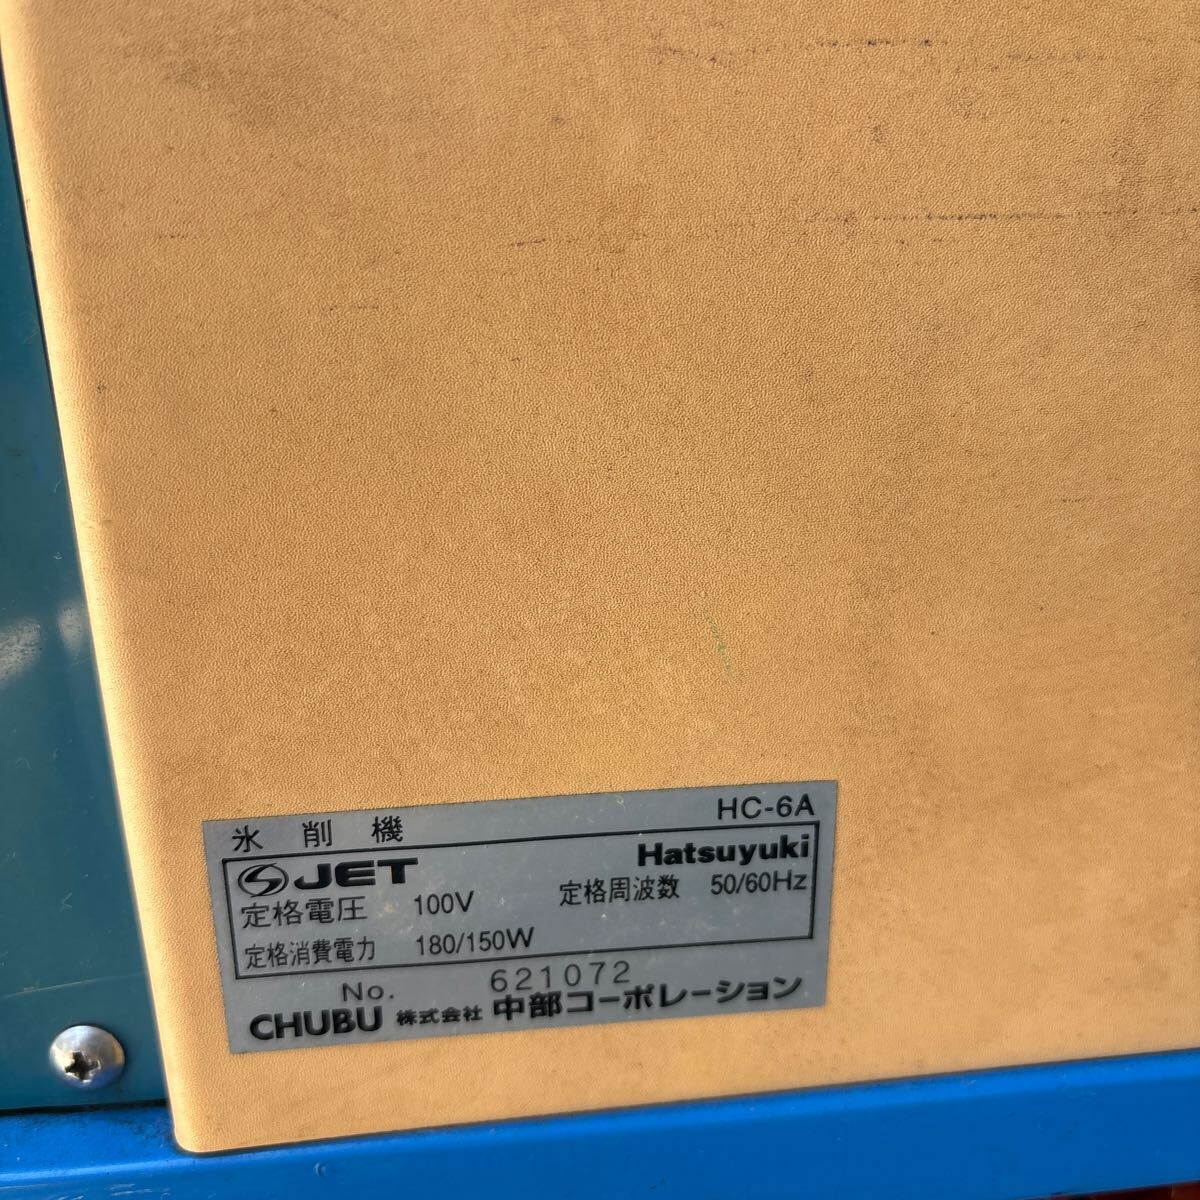 氷削機 HC-6A
JET Hatsuyuki
定格電圧 100V 定格周波数 50/60Hz
定格消費電力 180/150W
No. 621072
CHUBU 株式会社 中部コーポレーション